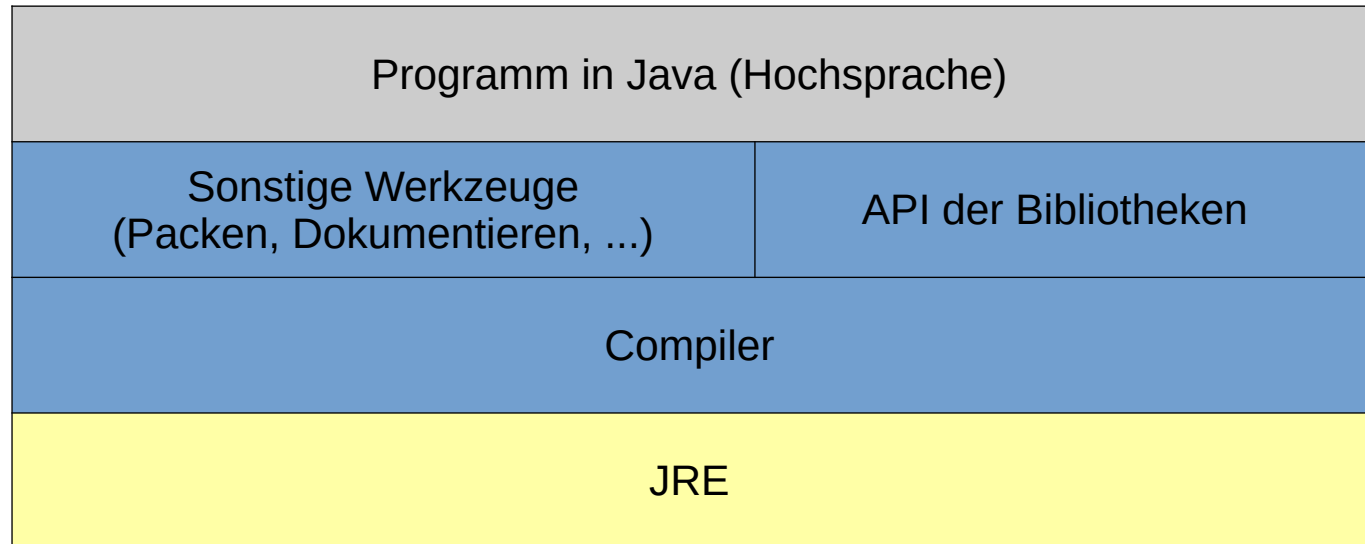 Programm in Java (Hochsprache)
Sonstige Werkzeuge
(Packen, Dokumentieren, ...)
API der Bibliotheken
Compiler
JRE